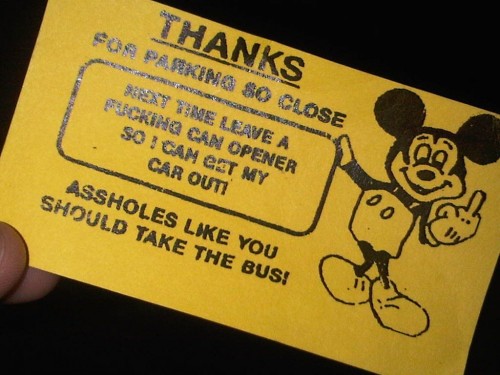 THANKS
FOR PARKING SO CLOSE
NEXT TIME LEAVE A
FUCKING CAN OPENER
SO I CAN GET MY
CAR OUT!
ASSHOLES LIKE YOU
SHOULD TAKE THE BUS!